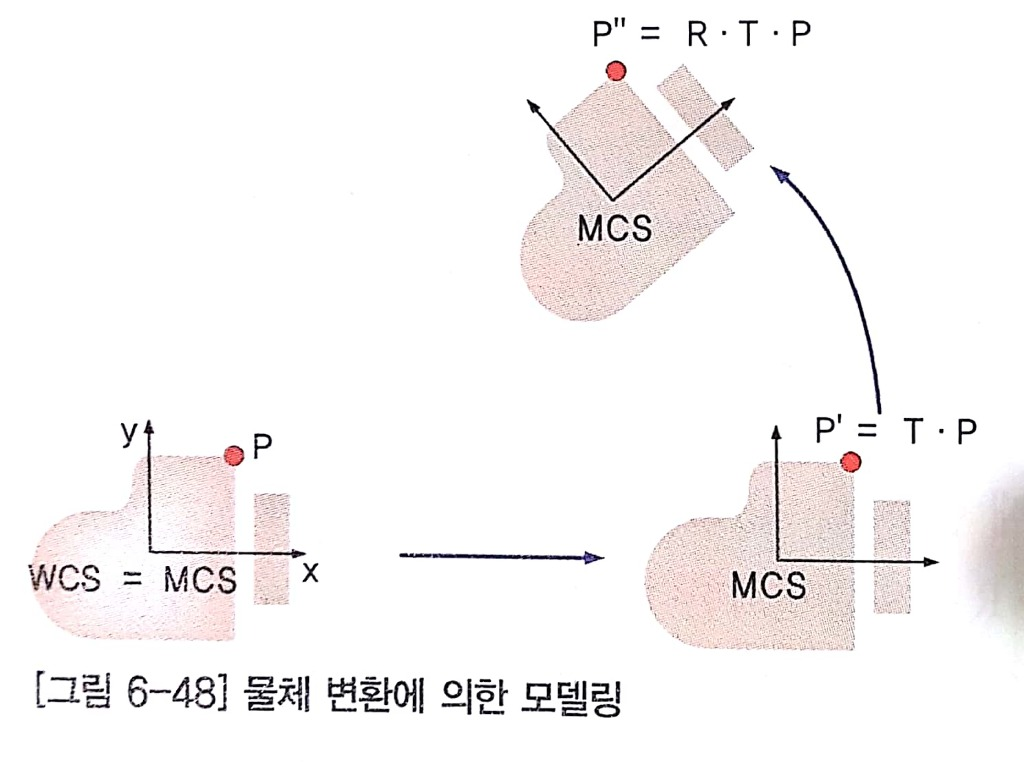 P" = R · T · P
MCS
P' = T · P
y
P
WCS = MCS
x
MCS
[그림 6-48] 물체 변환에 의한 모델링